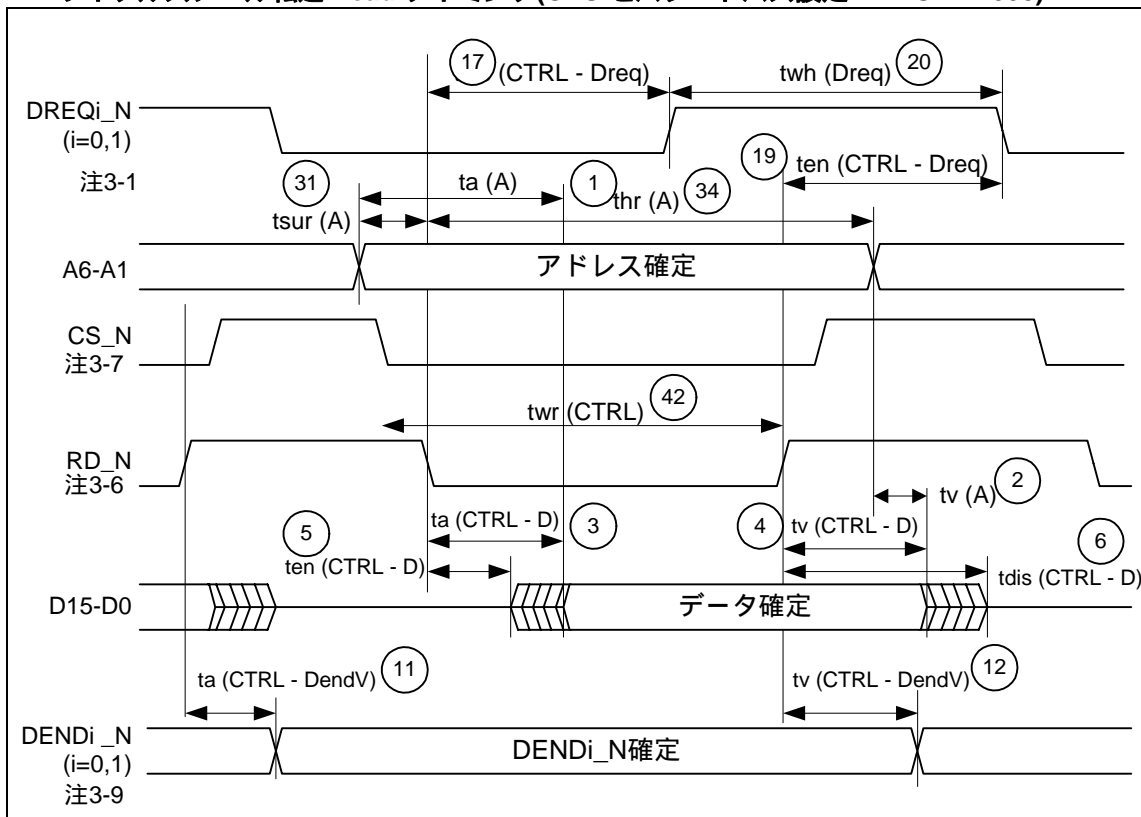 17 (CTRL - Dreq)
twh (Dreq) 20
DREQi_N
(i=0,1)
注3-1
19
ten (CTRL - Dreq)
31
ta (A)
1
tsur (A)
thr (A) 34
A6-A1
アドレス確定
CS_N
注3-7
twr (CTRL) 42
RD_N
注3-6
tv (A) 2
ta (CTRL - D) 3
4 tv (CTRL - D)
5
ten (CTRL - D)
6
tdis (CTRL - D)
D15-D0
データ確定
ta (CTRL - DendV) 11
tv (CTRL - DendV) 12
DENDi _N
(i=0,1)
注3-9
DENDi_N確定